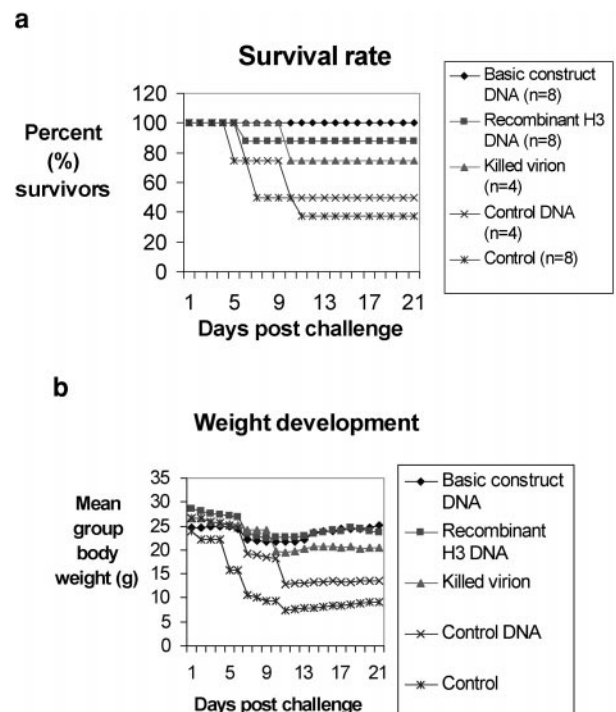 a
Survival rate
Percent
(%)
survivors
120
100
80
60
40
20
0
1 5 9 13 17 21
Days post challenge
Basic construct
DNA (n=8)
Recombinant H3
DNA (n=8)
Killed virion
(n=4)
Control DNA
(n=4)
Control (n=8)
b
Weight development
Mean
group
body
weight (g)
35
30
25
20
15
10
5
0
1 5 9 13 17 21
Days post challenge
Basic construct
DNA
Recombinant
H3 DNA
Killed virion
Control DNA
Control